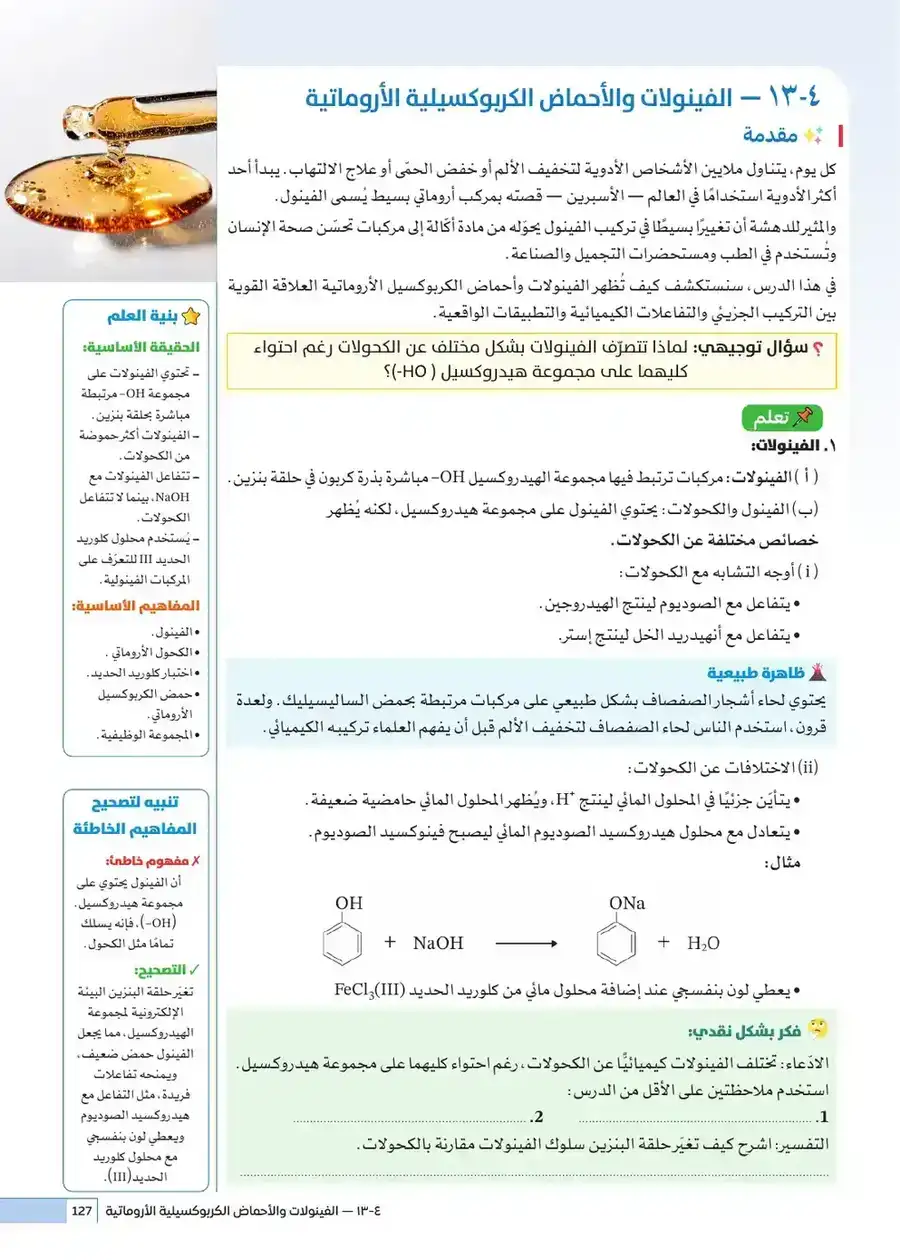 ٤-١٣ — الفينولات والأحماض الكربوكسيلية الأروماتية
مقدمة
كل يوم، يتناول ملايين الأشخاص الأدوية لتخفيف الألم أو خفض الحمّى أو علاج الالتهاب. يبدأ أحد
أكثر الأدوية استخدامًا في العالم — الأسبرين — قصته بمركب أروماتي بسيط يُسمى الفينول.
والمثير للدهشة أن تغييرًا بسيطًا في تركيب الفينول يحوّله من مادة أكّالة إلى مركبات تحسّن صحة الإنسان
وتُستخدم في الطب ومستحضرات التجميل والصناعة.
في هذا الدرس، سنستكشف كيف تُظهر الفينولات وأحماض الكربوكسيل الأروماتية العلاقة القوية
بين التركيب الجزيئي والتفاعلات الكيميائية والتطبيقات الواقعية.
؟ سؤال توجيهي: لماذا تتصرّف الفينولات بشكل مختلف عن الكحولات رغم احتواء
كليهما على مجموعة هيدروكسيل ( HO-)؟
تعلم
١. الفينولات:
( أ ) الفينولات: مركبات ترتبط فيها مجموعة الهيدروكسيل OH– مباشرة بذرة كربون في حلقة بنزين.
(ب) الفينول والكحولات: يحتوي الفينول على مجموعة هيدروكسيل، لكنه يُظهر
خصائص مختلفة عن الكحولات.
( i ) أوجه التشابه مع الكحولات:
• يتفاعل مع الصوديوم لينتج الهيدروجين.
• يتفاعل مع أنهيدريد الخل لينتج إستر.
ظاهرة طبيعية
يحتوي لحاء أشجار الصفصاف بشكل طبيعي على مركبات مرتبطة بحمض الساليسيليك. ولعدة
قرون، استخدم الناس لحاء الصفصاف لتخفيف الألم قبل أن يفهم العلماء تركيبه الكيميائي.
(ii) الاختلافات عن الكحولات:
• يتأيّن جزئيًا في المحلول المائي لينتج H⁺، ويُظهر المحلول المائي حامضية ضعيفة.
• يتعادل مع محلول هيدروكسيد الصوديوم المائي ليصبح فينوكسيد الصوديوم.
مثال:
OH ONa
+ NaOH ⟶ + H₂O
• يعطي لون بنفسجي عند إضافة محلول مائي من كلوريد الحديد FeCl₃(III)
فكر بشكل نقدي:
الادّعاء: تختلف الفينولات كيميائيًّا عن الكحولات، رغم احتواء كليهما على مجموعة هيدروكسيل.
استخدم ملاحظتين على الأقل من الدرس:
1. ........................ 2. ........................
التفسير: اشرح كيف تغيّر حلقة البنزين سلوك الفينولات مقارنة بالكحولات.
........................
بنية العلم
الحقيقة الأساسية:
– تحتوي الفينولات على
مجموعة OH– مرتبطة
مباشرة بحلقة بنزين.
– الفينولات أكثر حموضة
من الكحولات.
– تتفاعل الفينولات مع
NaOH، بينما لا تتفاعل
الكحولات.
– يُستخدم محلول كلوريد
الحديد III للتعرّف على
المركبات الفينولية.
المفاهيم الأساسية:
• الفينول.
• الكحول الأروماتي .
• اختبار كلوريد الحديد.
• حمض الكربوكسيل
الأروماتي.
• المجموعة الوظيفية.
تنبيه لتصحيح
المفاهيم الخاطئة
✗ مفهوم خاطئ:
أن الفينول يحتوي على
مجموعة هيدروكسيل.
(OH–)، فإنه يسلك
تمامًا مثل الكحول.
✓ التصحيح:
تغيّر حلقة البنزين البيئة
الإلكترونية لمجموعة
الهيدروكسيل، مما يجعل
الفينول حمض ضعيف،
ويمنحه تفاعلات
فريدة، مثل التفاعل مع
هيدروكسيد الصوديوم
ويعطي لون بنفسجي
مع محلول كلوريد
الحديد(III).
٤-١٣ — الفينولات والأحماض الكربوكسيلية الأروماتية 127